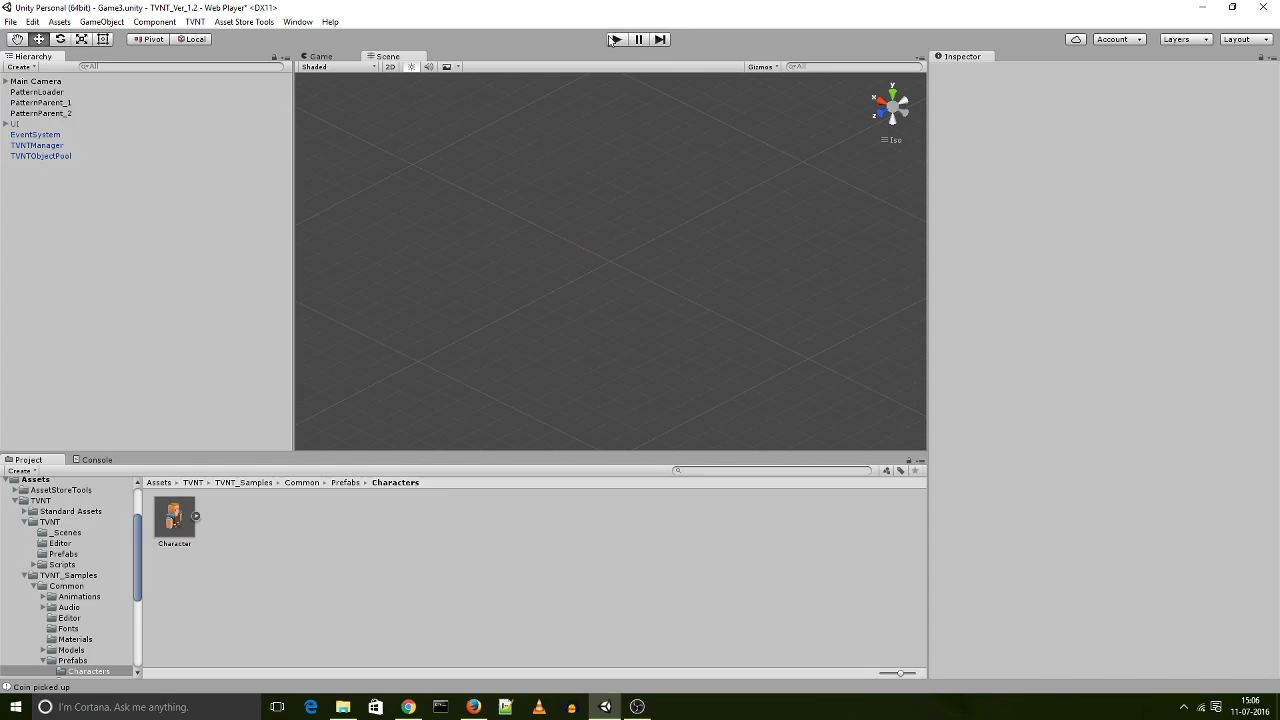 Unity Personal (64bit) - Game3.unity - TVNT_Ver_1.2 - Web Player* <DX11>
File Edit Assets GameObject Component TVNT Asset Store Tools Window Help
Pivot Local Account Layers Layout
Hierarchy Game Scene Inspector
Create All Shaded 2D Gizmos All
Main Camera
PatternLoader
PatternParent_1
PatternParent_2
UI
EventSystem
TVNTManager
TVNTObjectPool
y
x
z
Iso
Project Console
Create
Assets
AssetStoreTools
TVNT
Standard Assets
TVNT
_Scenes
Editor
Prefabs
Scripts
TVNT_Samples
Common
Animations
Audio
Editor
Fonts
Materials
Models
Prefabs
Characters
Assets TVNT TVNT_Samples Common Prefabs Characters
Character
Coin picked up
I'm Cortana. Ask me anything.
15:06
11-07-2016